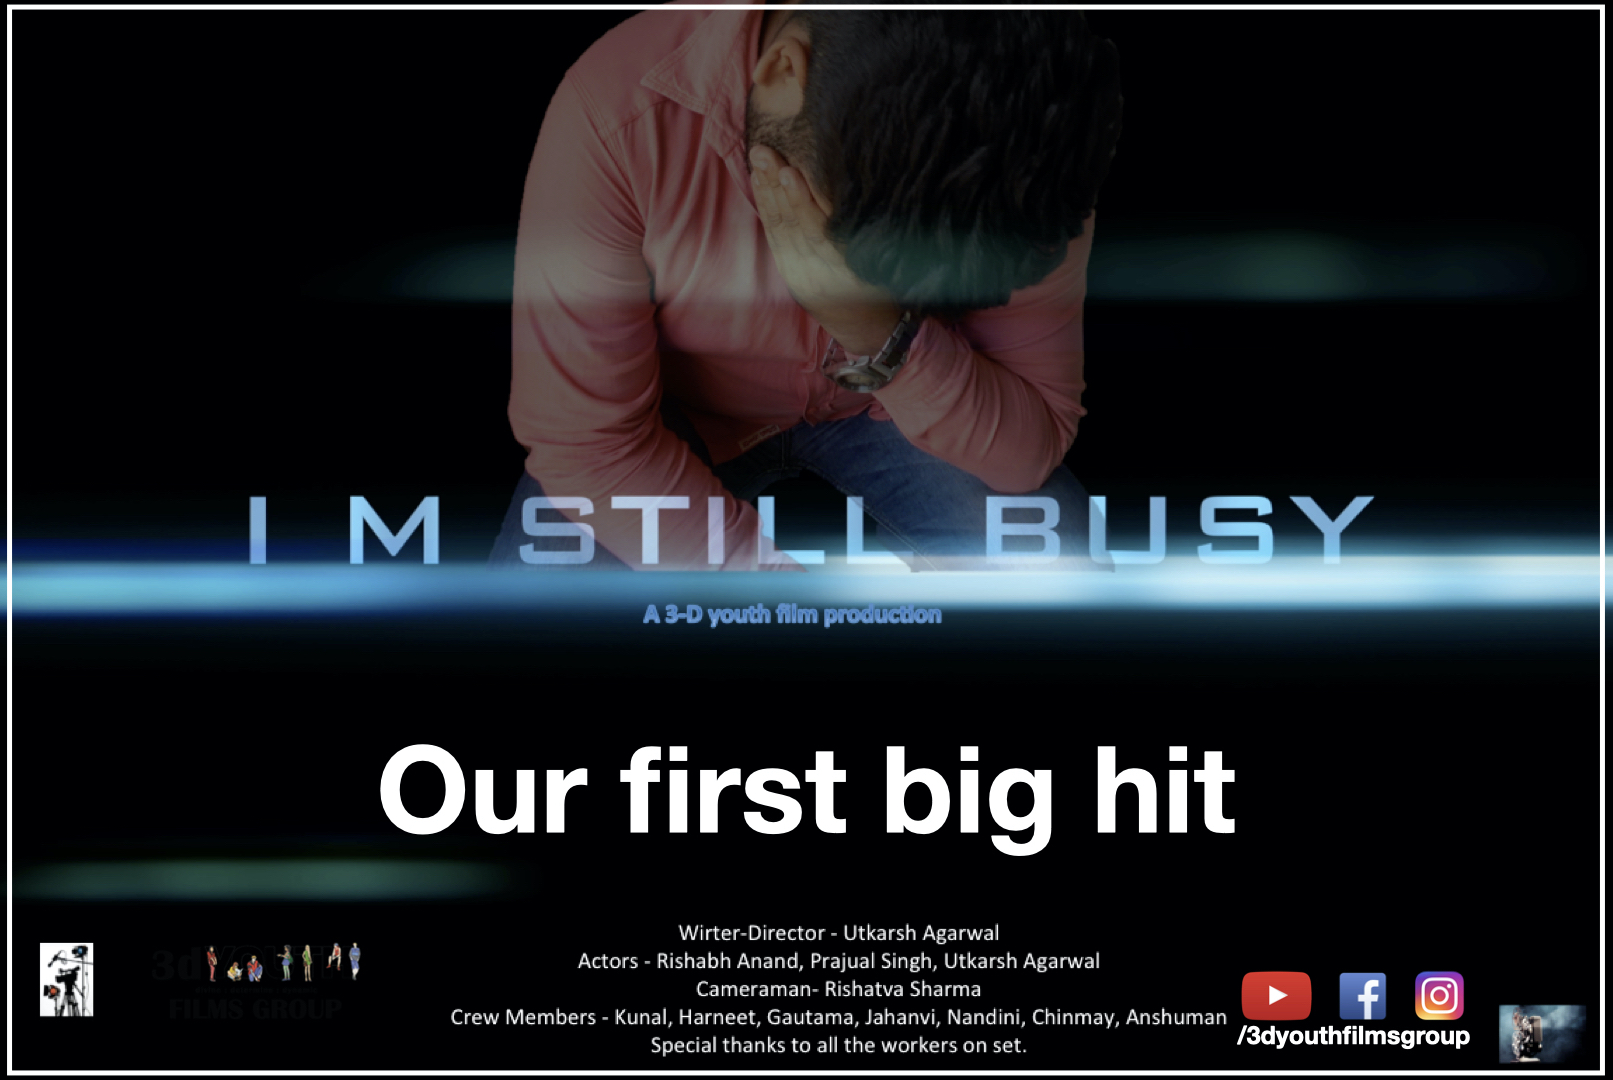 I M STILL BUSY
A 3-D youth film production
Our first big hit
Wirter-Director - Utkarsh Agarwal
Actors - Rishabh Anand, Prajual Singh, Utkarsh Agarwal
Cameraman- Rishatva Sharma
Crew Members - Kunal, Harneet, Gautama, Jahanvi, Nandini, Chinmay, Anshuman
Special thanks to all the workers on set.
3dYOUTH
FILMS GROUP
/3dyouthfilmsgroup